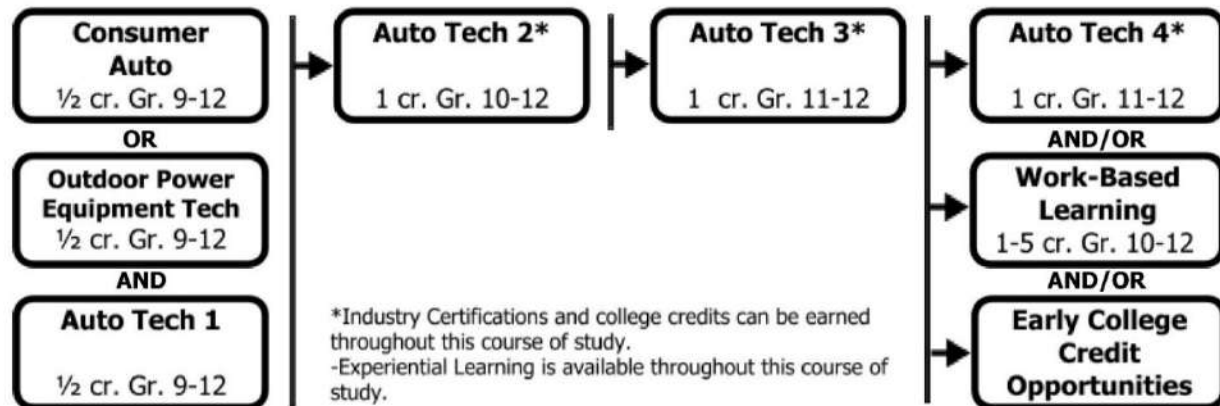 Consumer
Auto
½ cr. Gr. 9-12
OR
Outdoor Power
Equipment Tech
½ cr. Gr. 9-12
AND
Auto Tech 1
½ cr. Gr. 9-12
Auto Tech 2*
1 cr. Gr. 10-12
Auto Tech 3*
1 cr. Gr. 11-12
Auto Tech 4*
1 cr. Gr. 11-12
AND/OR
Work-Based
Learning
1-5 cr. Gr. 10-12
AND/OR
Early College
Credit
Opportunities
*Industry Certifications and college credits can be earned
throughout this course of study.
-Experiential Learning is available throughout this course of
study.